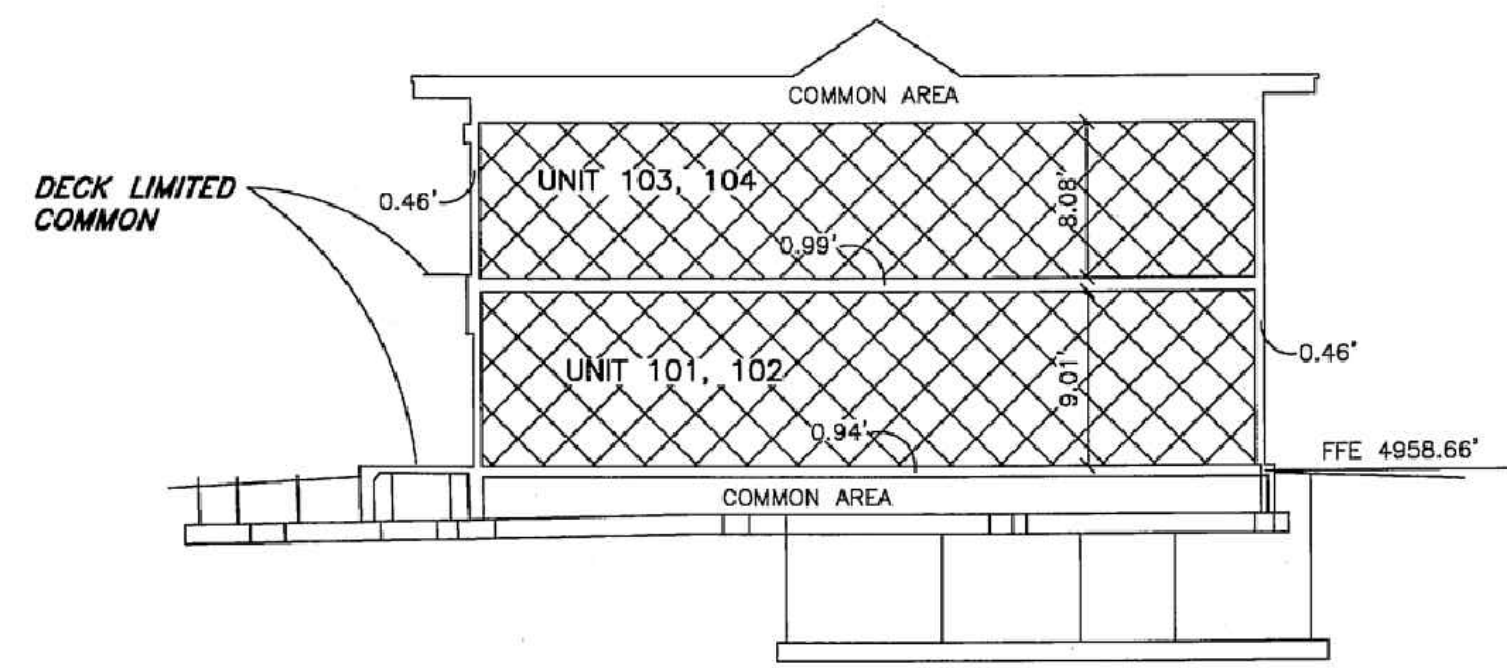 COMMON AREA
DECK LIMITED
COMMON
0.46'
UNIT 103, 104
8.08'
0.99'
UNIT 101, 102
9.01'
0.46'
0.94'
FFE 4958.66'
COMMON AREA